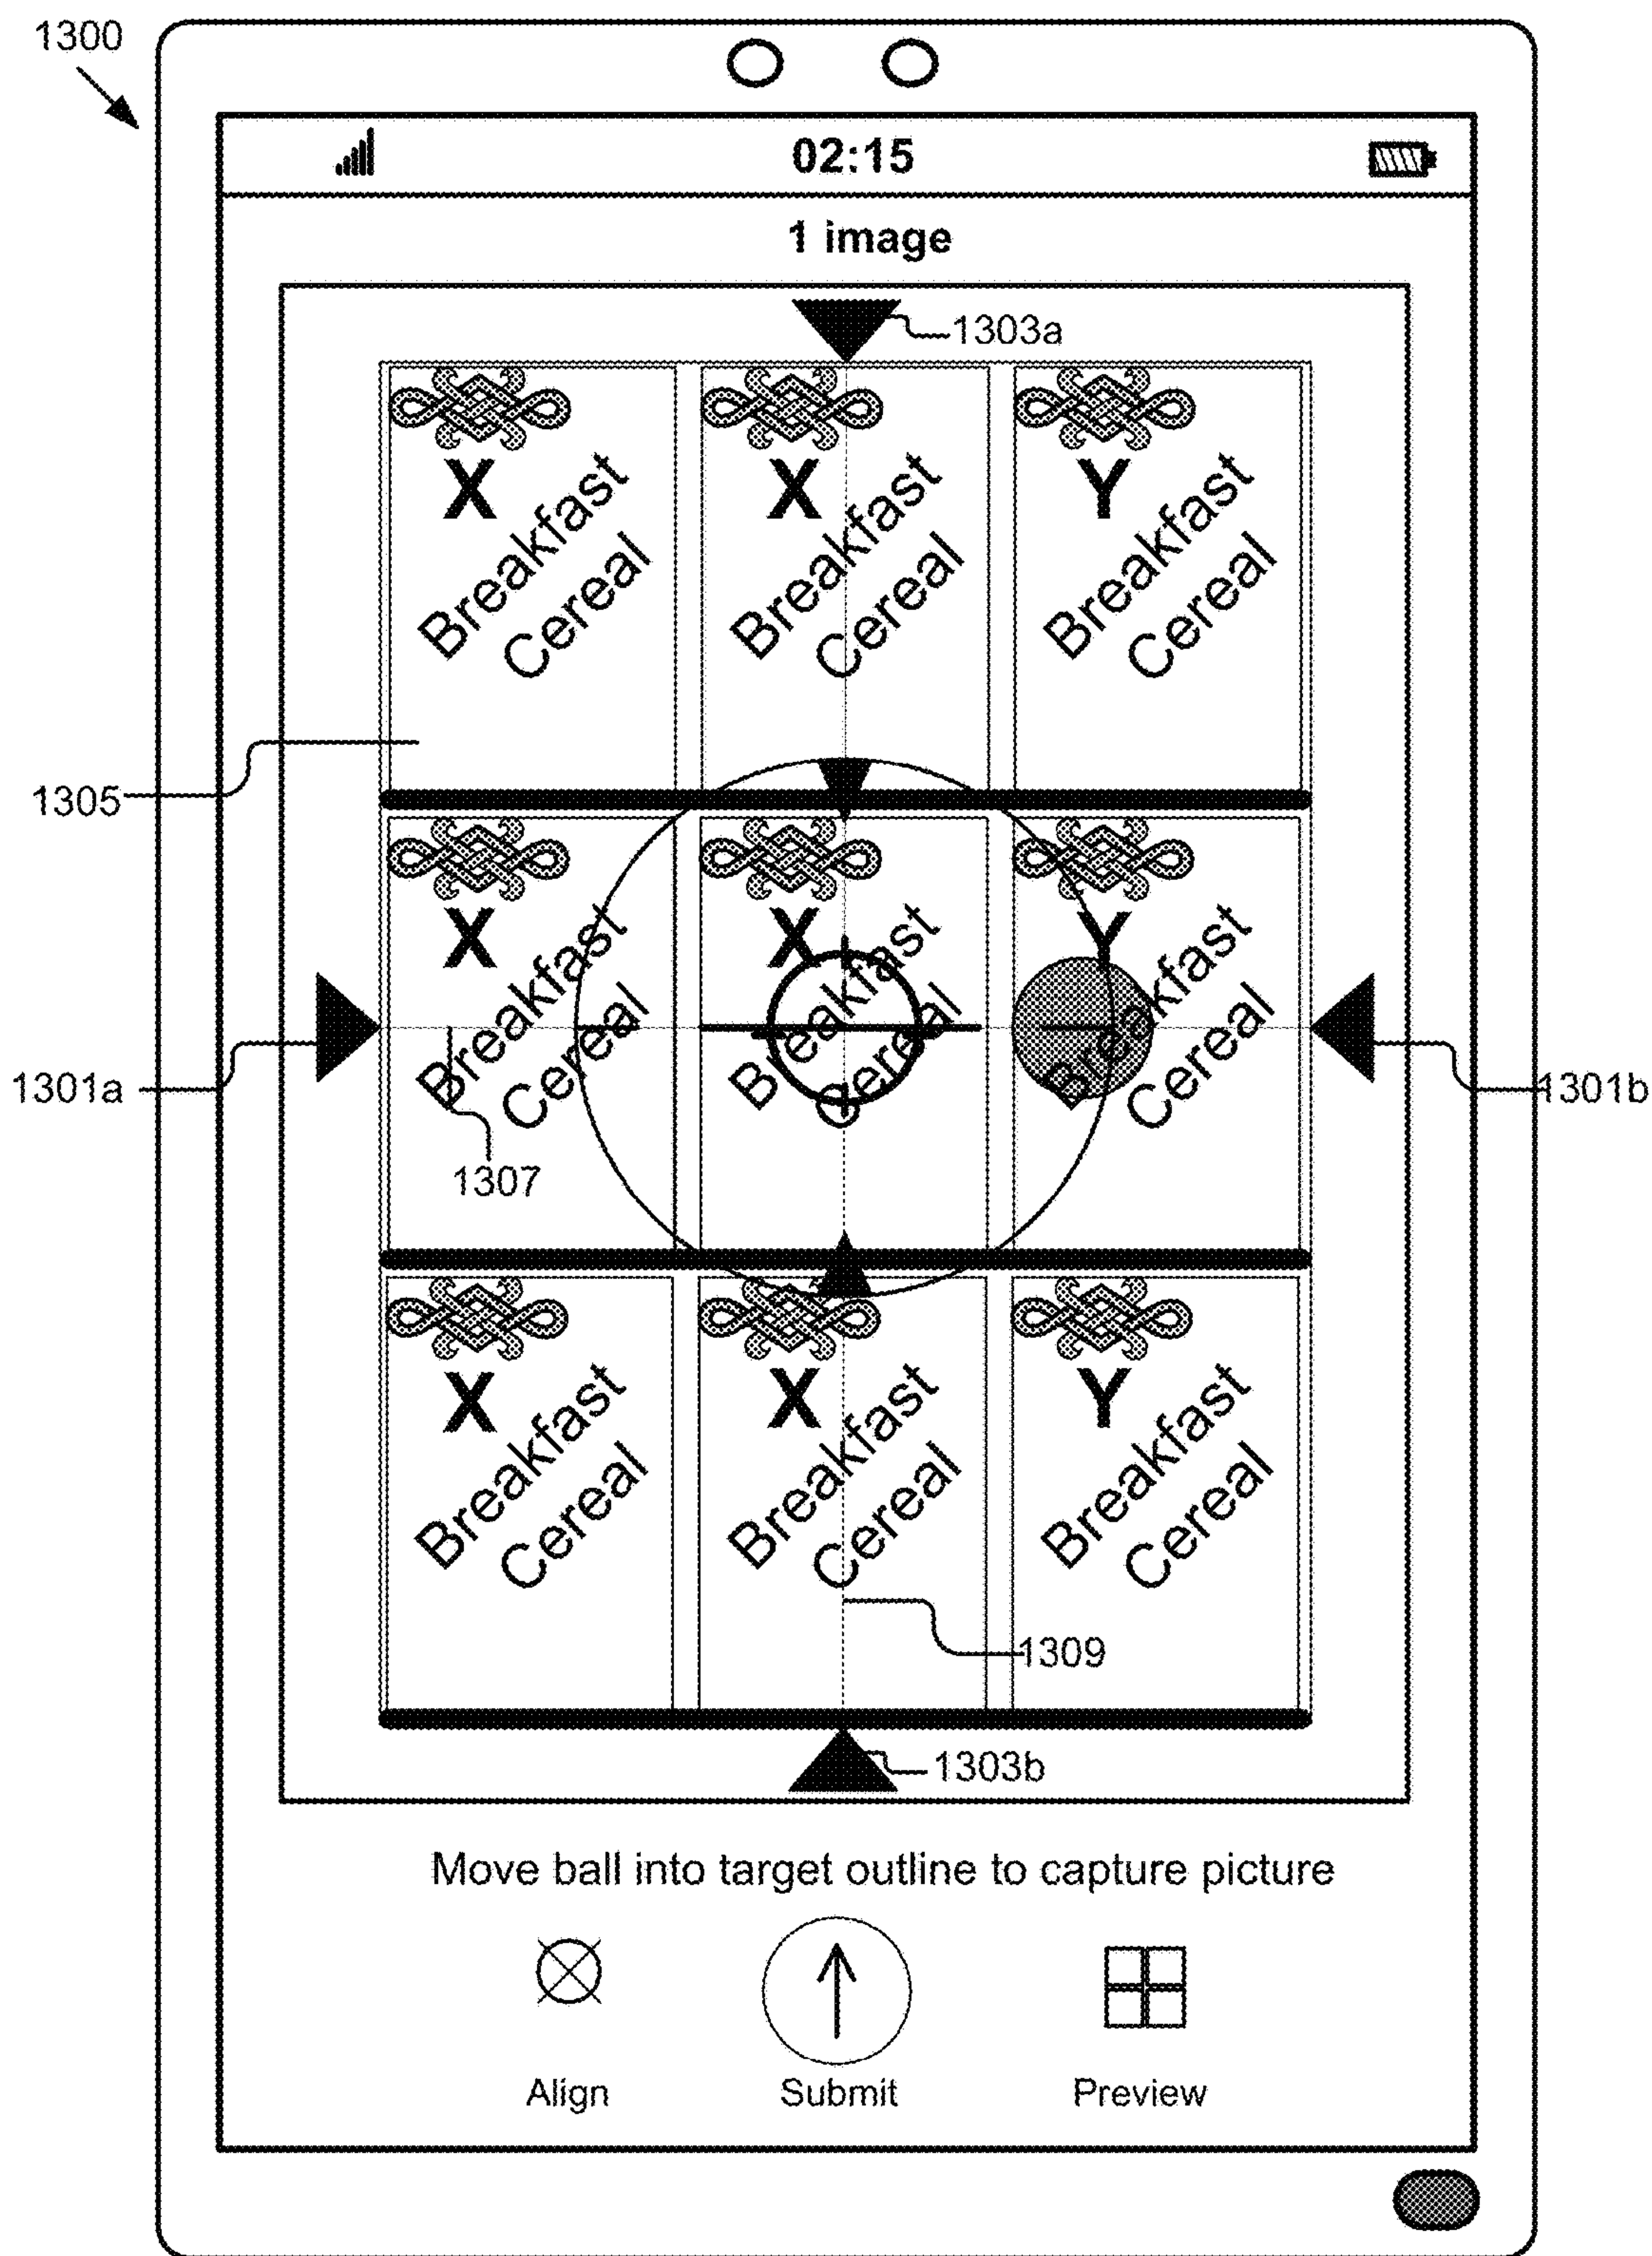 1300
02:15
1 image
1303a
X
Breakfast
Cereal
X
Breakfast
Cereal
Y
Breakfast
Cereal
1305
X
Breakfast
Cereal
X
Breakfast
Cereal
Y
Breakfast
Cereal
1301a
1301b
1307
X
Breakfast
Cereal
X
Breakfast
Cereal
Y
Breakfast
Cereal
1309
1303b
Move ball into target outline to capture picture
Align
Submit
Preview